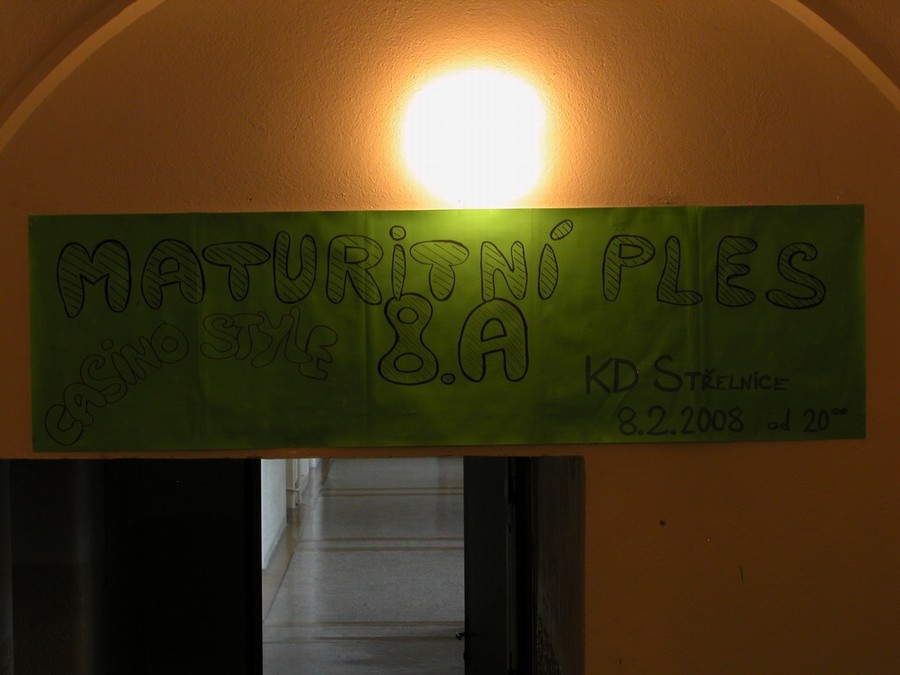 MATURiTNÍ PLES
8.A
CASiNO STYLE
KD STŘELNICE
8.2.2008 od 20⁰⁰